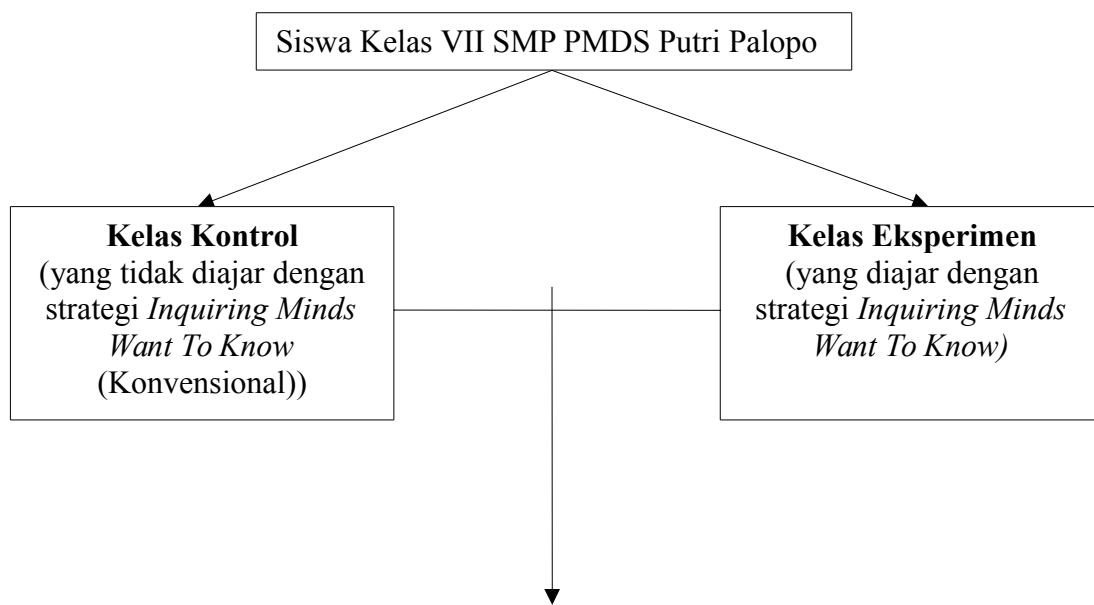 Siswa Kelas VII SMP PMDS Putri Palopo
Kelas Kontrol
(yang tidak diajar dengan
strategi Inquiring Minds
Want To Know
(Konvensional))
Kelas Eksperimen
(yang diajar dengan
strategi Inquiring Minds
Want To Know)